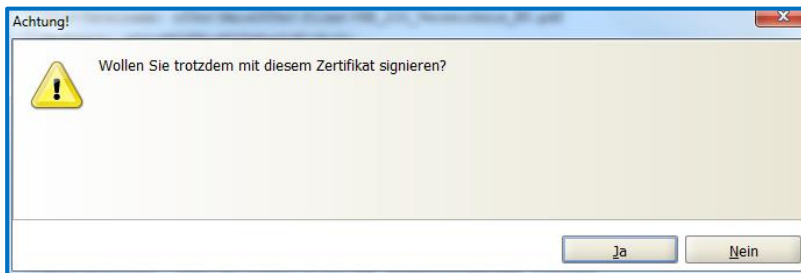 Achtung!
Wollen Sie trotzdem mit diesem Zertifikat signieren?
Ja
Nein